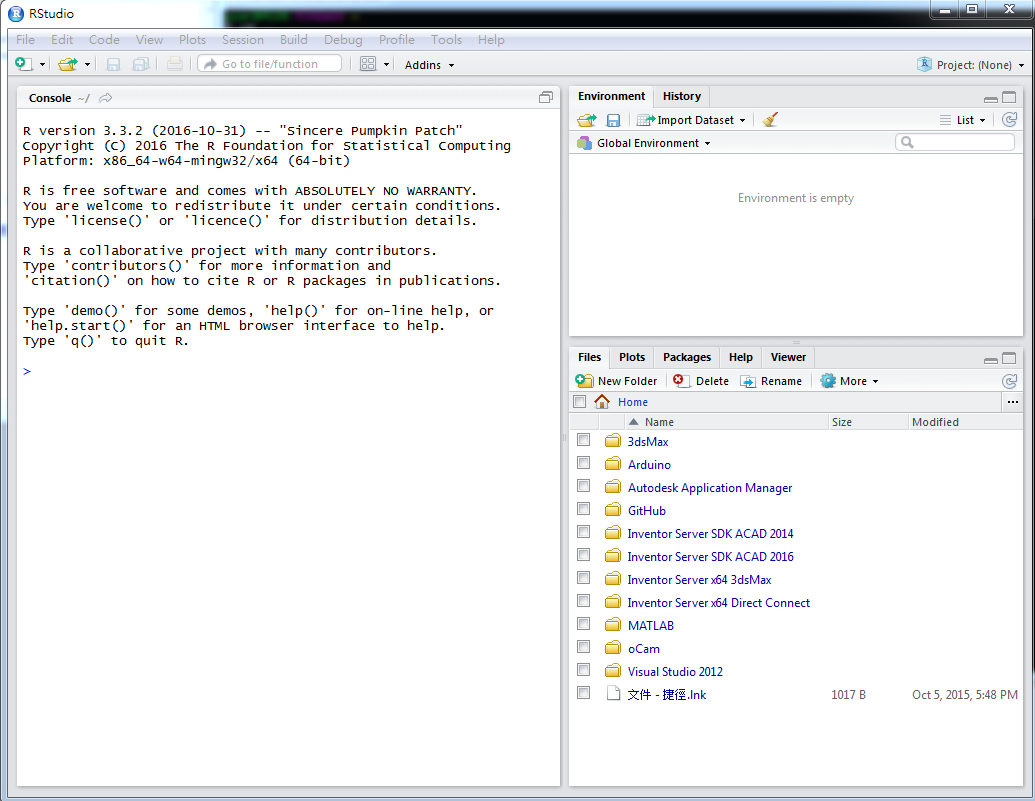 RStudio
File Edit Code View Plots Session Build Debug Profile Tools Help
Go to file/function Addins Project: (None)
Console ~/
R version 3.3.2 (2016-10-31) -- "Sincere Pumpkin Patch"
Copyright (C) 2016 The R Foundation for Statistical Computing
Platform: x86_64-w64-mingw32/x64 (64-bit)
R is free software and comes with ABSOLUTELY NO WARRANTY.
You are welcome to redistribute it under certain conditions.
Type 'license()' or 'licence()' for distribution details.
R is a collaborative project with many contributors.
Type 'contributors()' for more information and
'citation()' on how to cite R or R packages in publications.
Type 'demo()' for some demos, 'help()' for on-line help, or
'help.start()' for an HTML browser interface to help.
Type 'q()' to quit R.
>
Environment History
Import Dataset List
Global Environment
Environment is empty
Files Plots Packages Help Viewer
New Folder Delete Rename More
Home ...
Name Size Modified
3dsMax
Arduino
Autodesk Application Manager
GitHub
Inventor Server SDK ACAD 2014
Inventor Server SDK ACAD 2016
Inventor Server x64 3dsMax
Inventor Server x64 Direct Connect
MATLAB
oCam
Visual Studio 2012
文件 - 捷徑.lnk 1017 B Oct 5, 2015, 5:48 PM